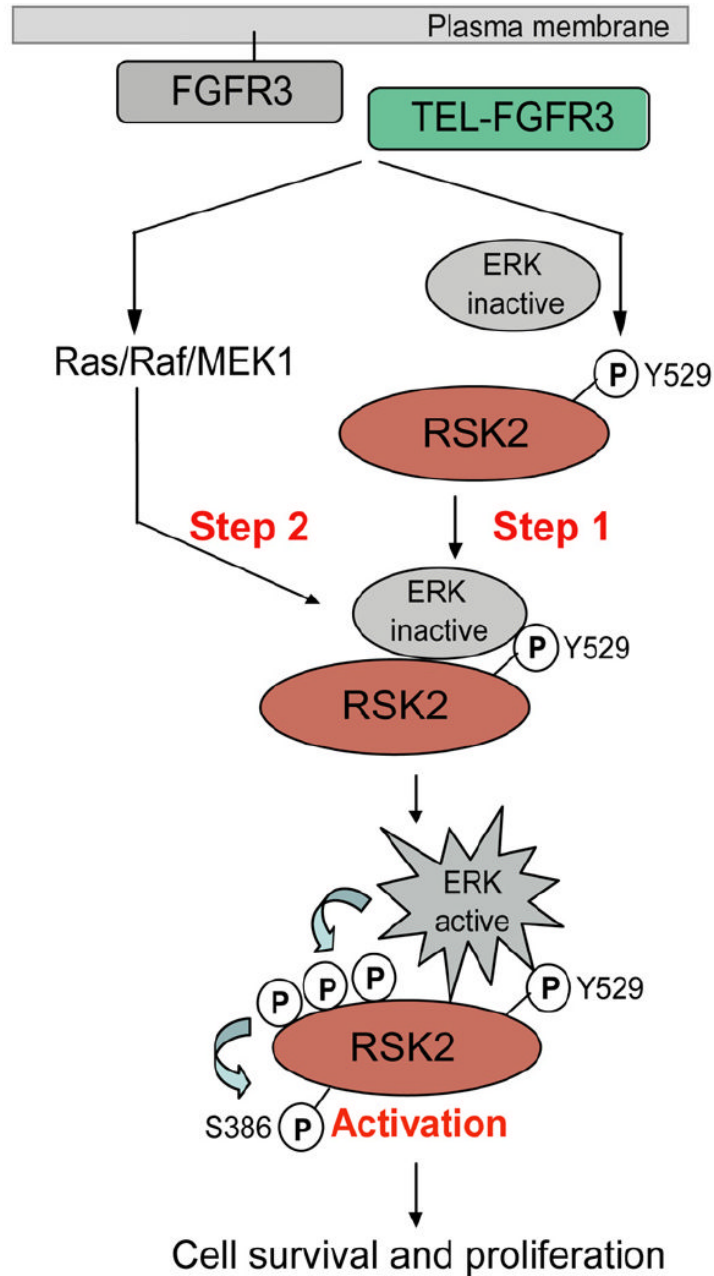 Plasma membrane
FGFR3
TEL-FGFR3
ERK
inactive
Ras/Raf/MEK1
P Y529
RSK2
Step 2
Step 1
ERK
inactive
P Y529
RSK2
ERK
active
P P P
P Y529
RSK2
S386 P Activation
Cell survival and proliferation